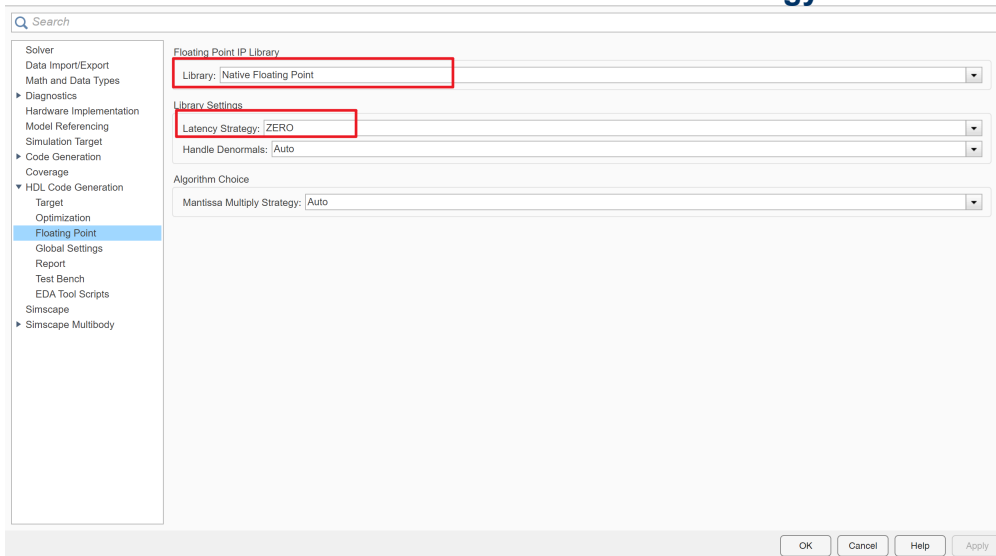 Search
Solver
Data Import/Export
Math and Data Types
Diagnostics
Hardware Implementation
Model Referencing
Simulation Target
Code Generation
Coverage
HDL Code Generation
Target
Optimization
Floating Point
Global Settings
Report
Test Bench
EDA Tool Scripts
Simscape
Simscape Multibody
Floating Point IP Library
Library: Native Floating Point
Library Settings
Latency Strategy: ZERO
Handle Denormals: Auto
Algorithm Choice
Mantissa Multiply Strategy: Auto
OK Cancel Help Apply